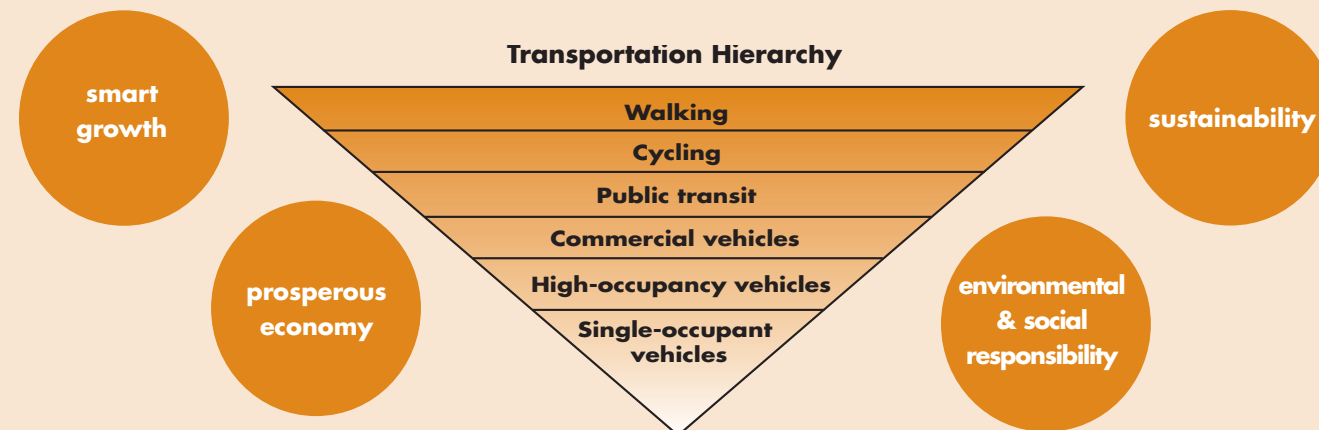 Transportation Hierarchy
smart
growth
sustainability
Walking
Cycling
Public transit
Commercial vehicles
High-occupancy vehicles
Single-occupant
vehicles
prosperous
economy
environmental
& social
responsibility